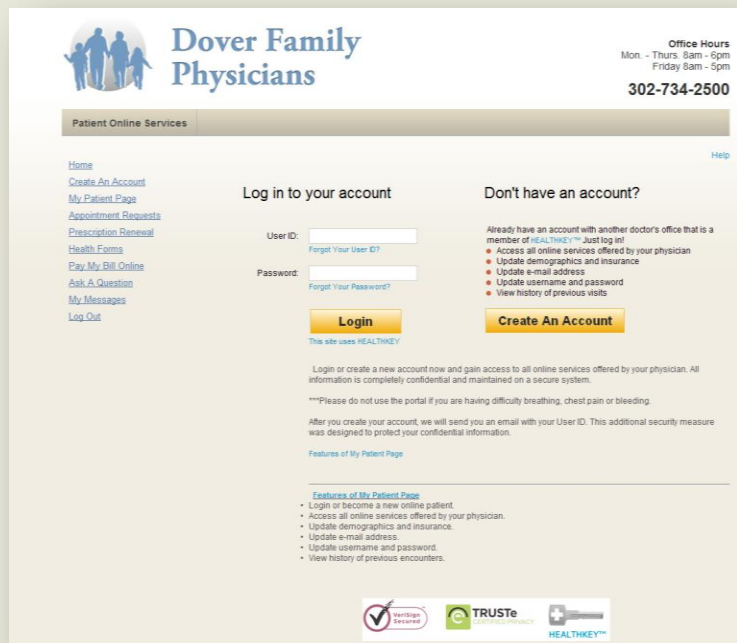 Dover Family
Physicians
Office Hours
Mon. - Thurs. 8am - 6pm
Friday 8am - 5pm
302-734-2500
Patient Online Services
Help
Home
Create An Account
My Patient Page
Appointment Requests
Prescription Renewal
Health Forms
Pay My Bill Online
Ask A Question
My Messages
Log Out
Log in to your account
User ID:
Forgot Your User ID?
Password:
Forgot Your Password?
Login
This site uses HEALTHKEY
Don't have an account?
Already have an account with another doctor's office that is a
member of HEALTHKEY™ Just log in!
Access all online services offered by your physician
Update demographics and insurance
Update e-mail address
Update username and password
View history of previous visits
Create An Account
Login or create a new account now and gain access to all online services offered by your physician. All
information is completely confidential and maintained on a secure system.
***Please do not use the portal if you are having difficulty breathing, chest pain or bleeding.
After you create your account, we will send you an email with your User ID. This additional security measure
was designed to protect your confidential information.
Features of My Patient Page
Features of My Patient Page
• Login or become a new online patient.
• Access all online services offered by your physician.
• Update demographics and insurance.
• Update e-mail address.
• Update username and password.
• View history of previous encounters.
VeriSign
Secured
TRUSTe
CERTIFIED PRIVACY
HEALTHKEY™